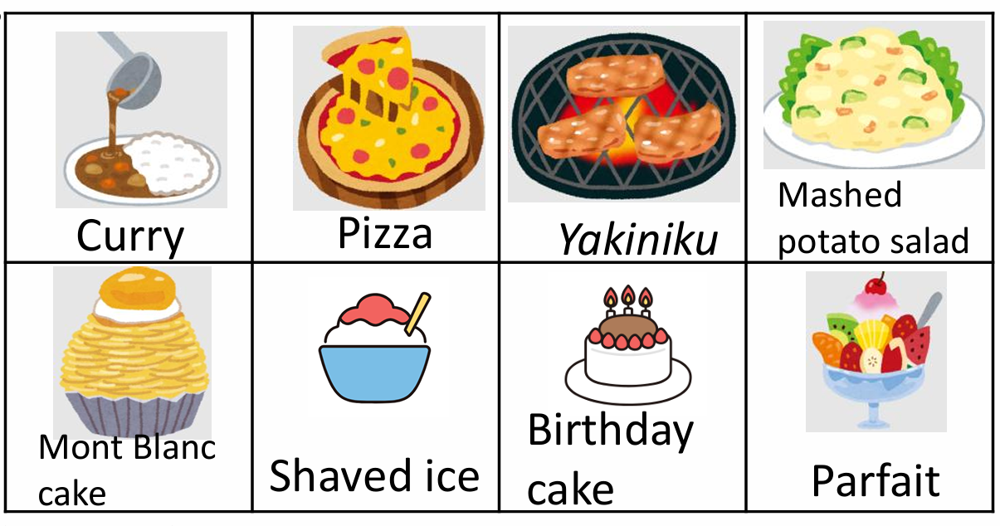 Curry
Pizza
Yakiniku
Mashed
potato salad
Mont Blanc
cake
Shaved ice
Birthday
cake
Parfait